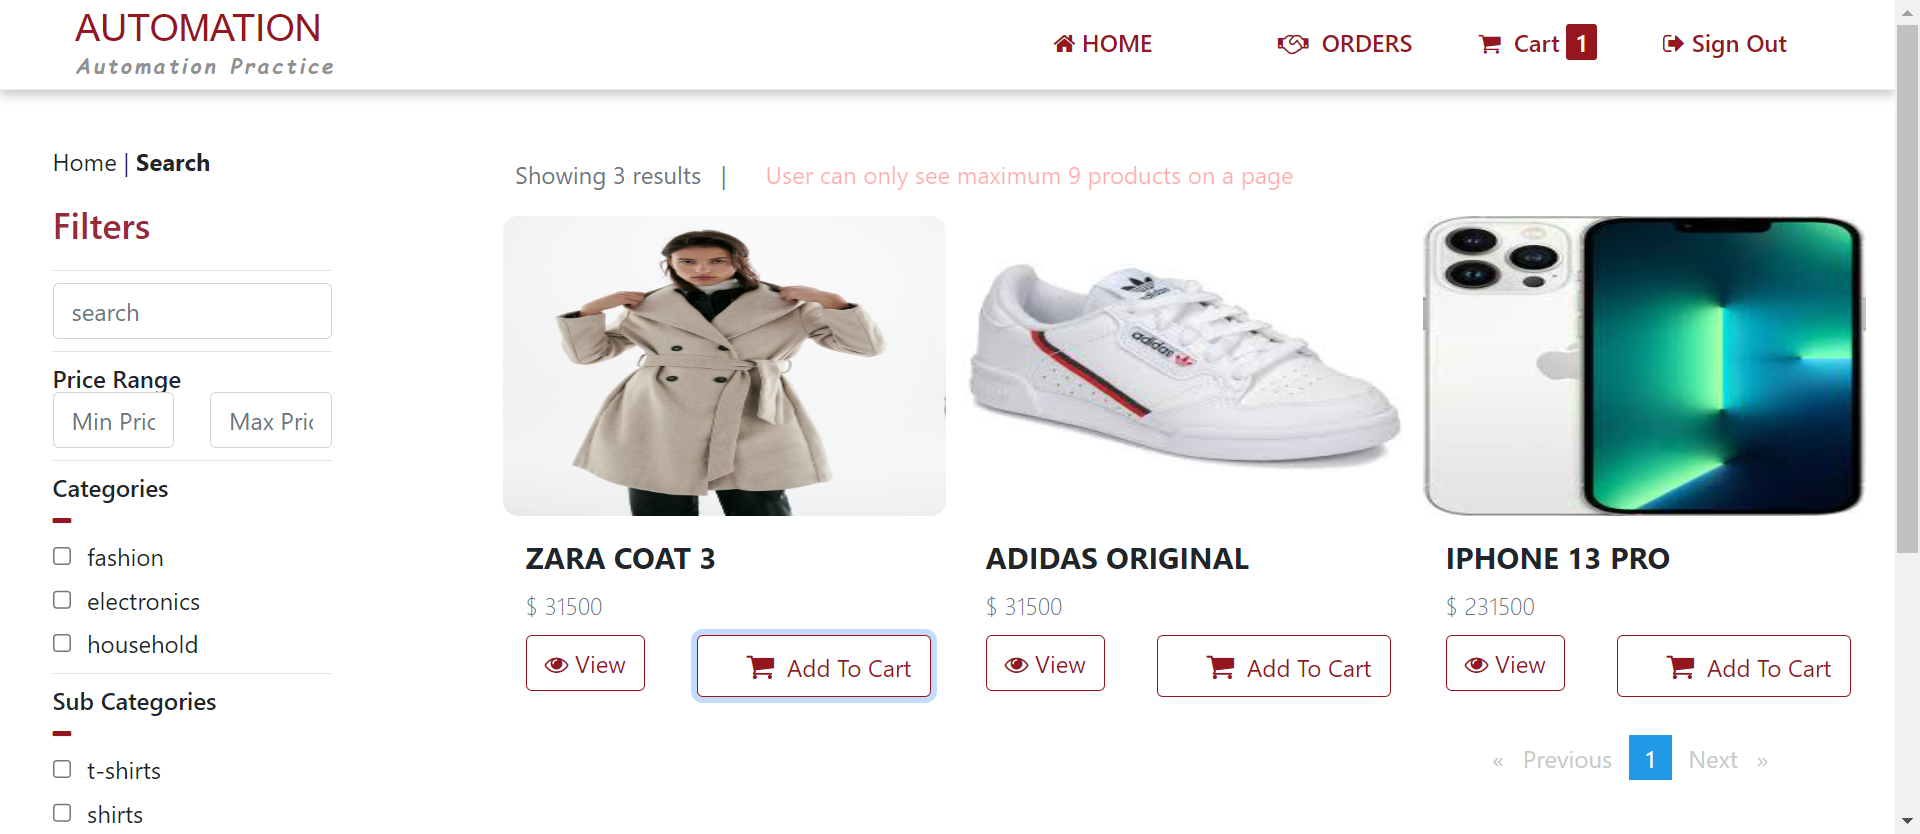 AUTOMATION
Automation Practice
HOME
ORDERS
Cart 1
Sign Out
Home | Search
Filters
search
Price Range
Min Pric
Max Pric
Categories
fashion
electronics
household
Sub Categories
t-shirts
shirts
Showing 3 results |
User can only see maximum 9 products on a page
adidas
adidas
ZARA COAT 3
$ 31500
View
Add To Cart
ADIDAS ORIGINAL
$ 31500
View
Add To Cart
IPHONE 13 PRO
$ 231500
View
Add To Cart
« Previous 1 Next »